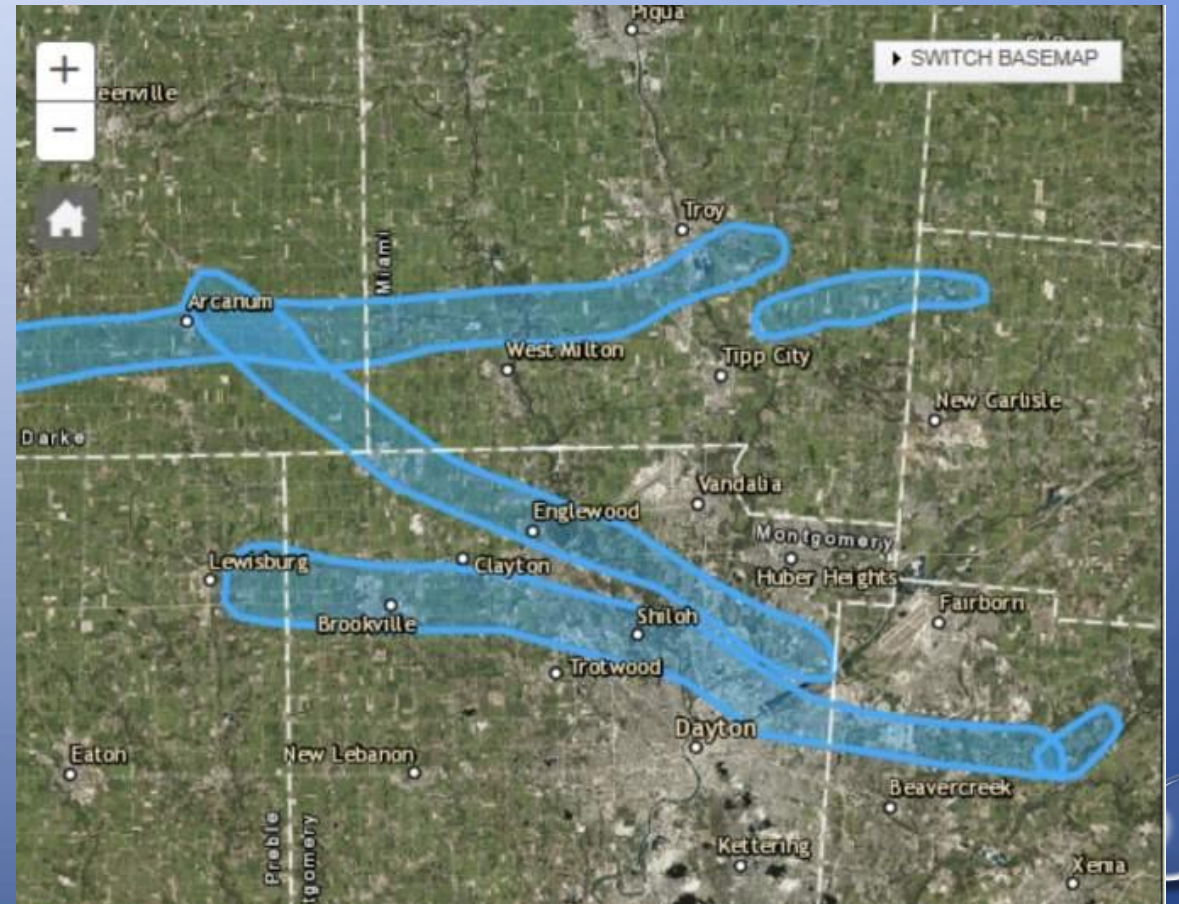 Piqua
+
▸ SWITCH BASEMAP
eenville
−
Troy
Miami
Arcanum
West Milton
Tipp City
New Carlisle
Darke
Vandalia
Englewood
Montgomery
Lewisburg
Clayton
Huber Heights
Fairborn
Brookville
Shiloh
Trotwood
Dayton
Eaton
New Lebanon
Beavercreek
Preble
tgomery
Kettering
Xenia